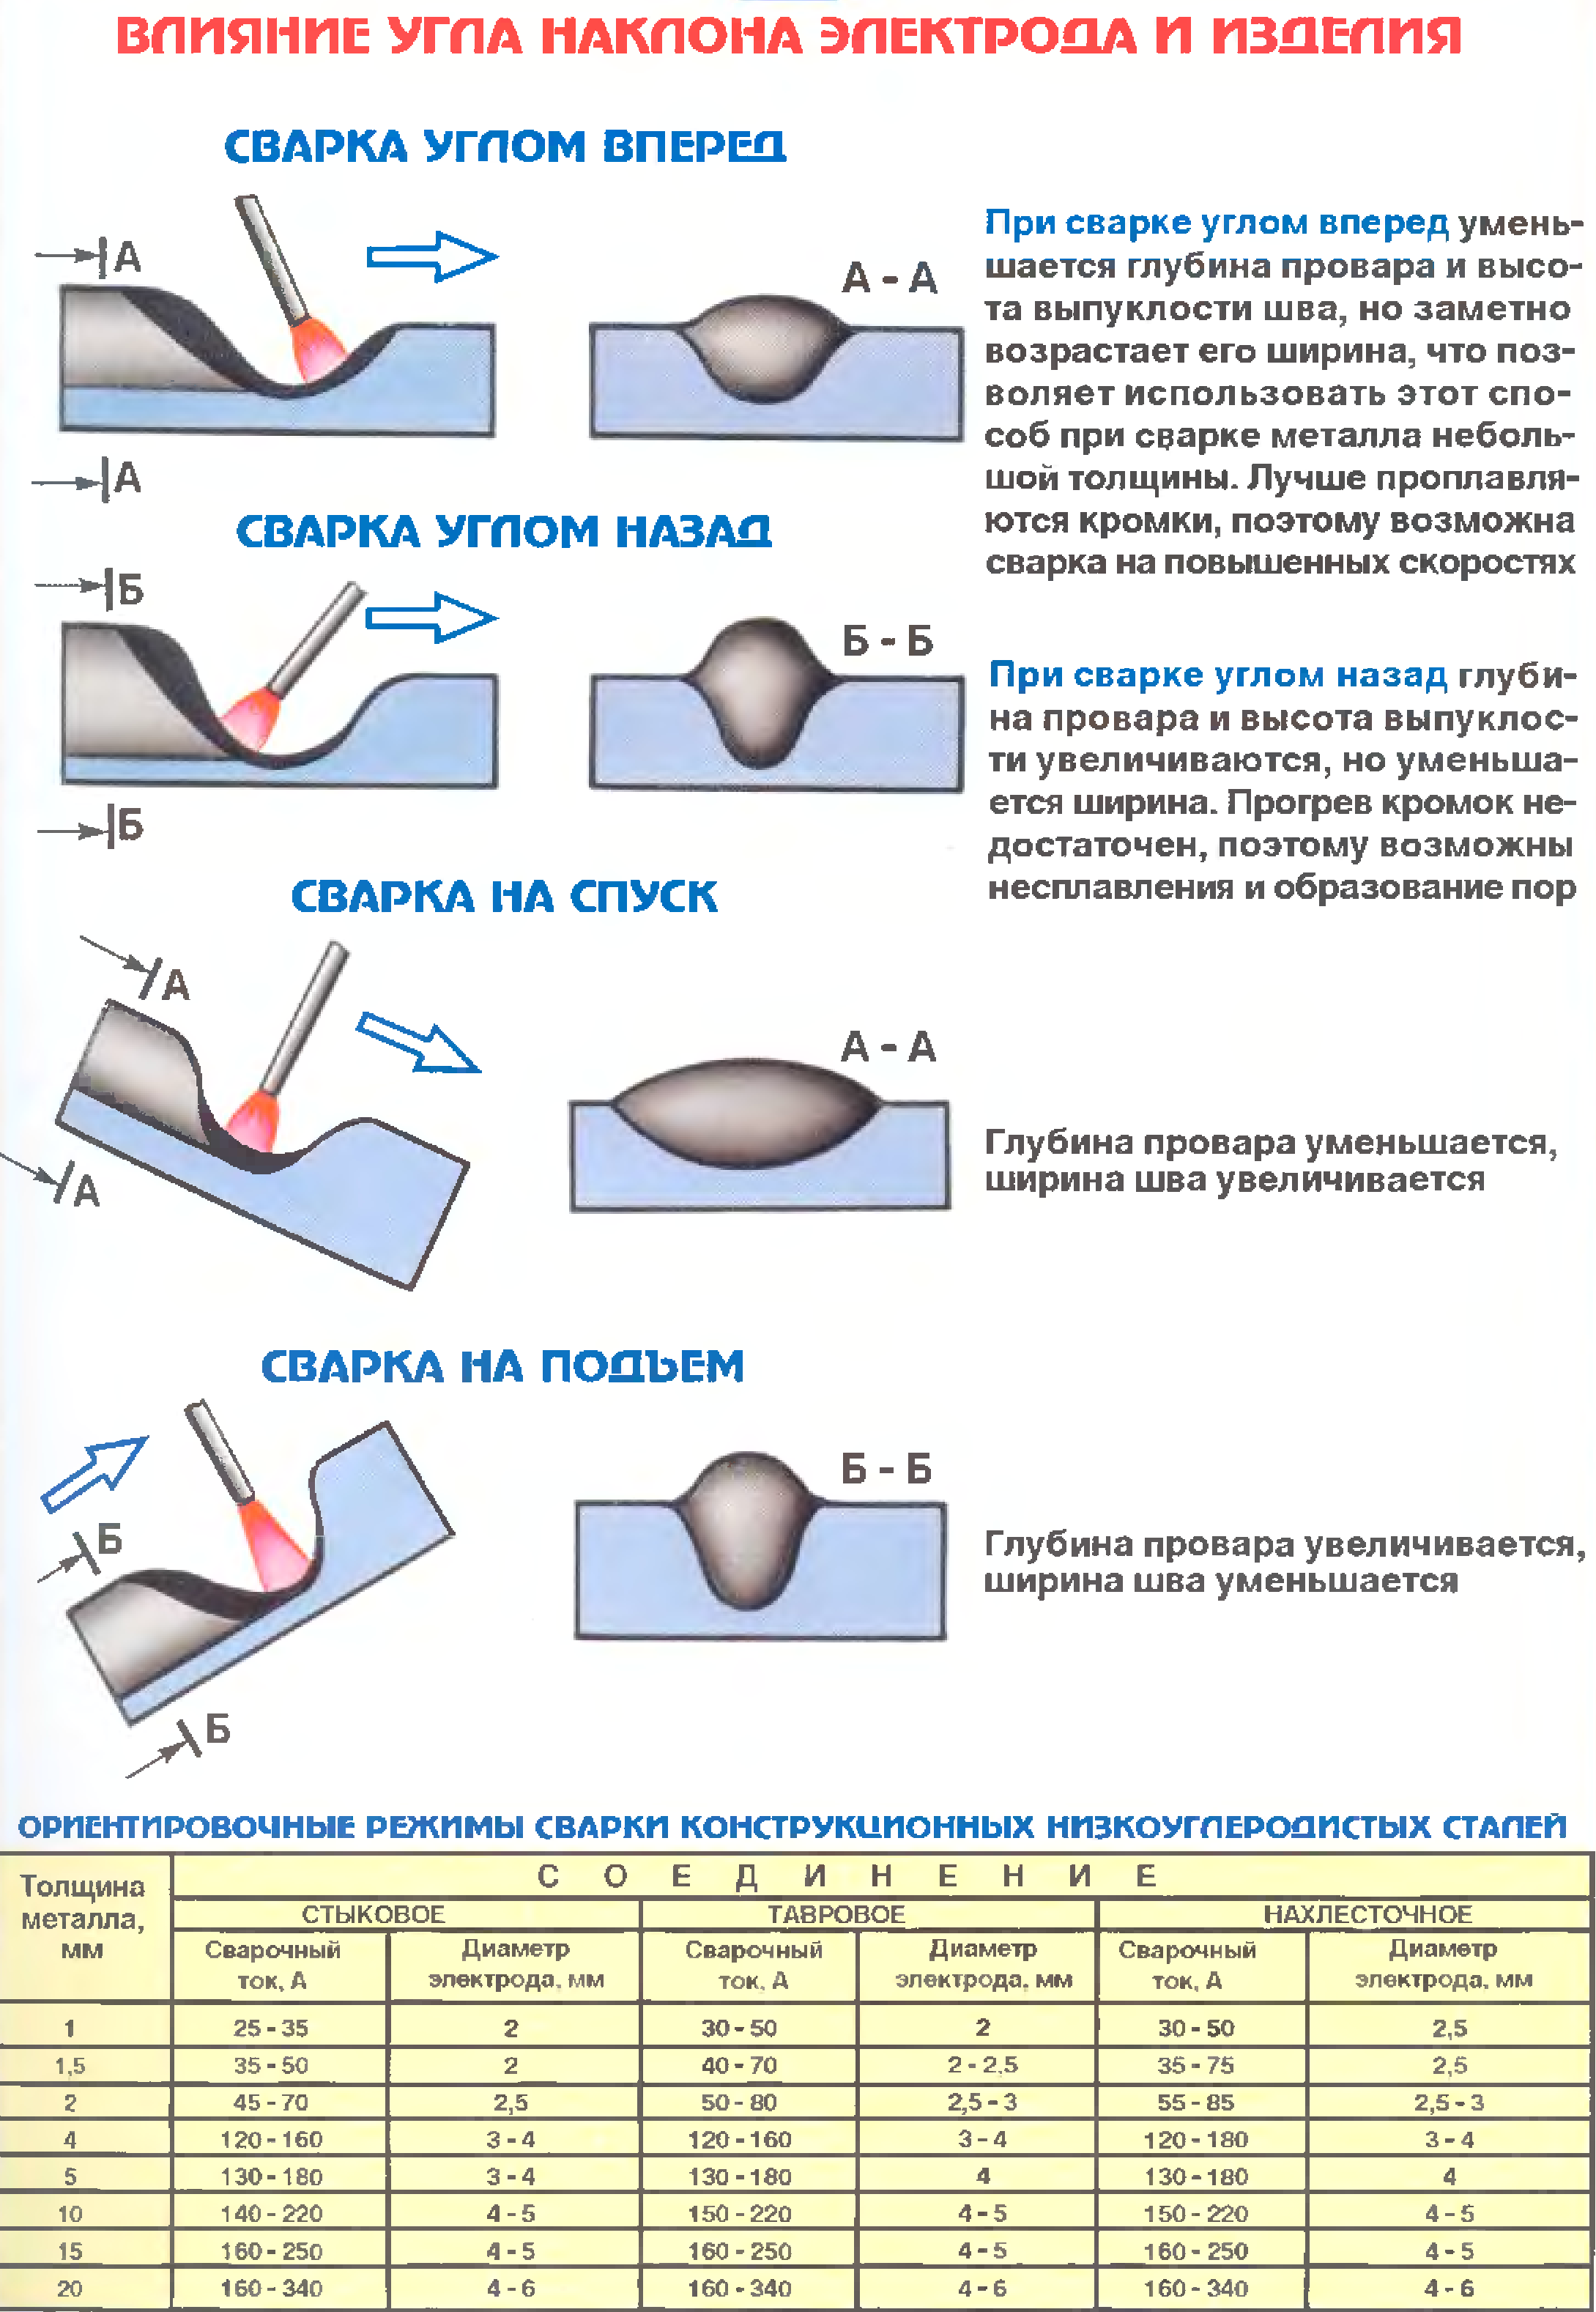 ВЛИЯНИЕ УГЛА НАКЛОНА ЭЛЕКТРОДА И ИЗДЕЛИЯ
СВАРКА УГЛОМ ВПЕРЕД
А
А - А
А
При сварке углом вперед умень-
шается глубина провара и высо-
та выпуклости шва, но заметно
возрастает его ширина, что поз-
воляет использовать этот спо-
соб при сварке металла неболь-
шой толщины. Лучше проплавля-
ются кромки, поэтому возможна
сварка на повышенных скоростях
СВАРКА УГЛОМ НАЗАД
Б
Б - Б
Б
При сварке углом назад глуби-
на провара и высота выпуклос-
ти увеличиваются, но уменьша-
ется ширина. Прогрев кромок не-
достаточен, поэтому возможны
несплавления и образование пор
СВАРКА НА СПУСК
А
А - А
А
Глубина провара уменьшается,
ширина шва увеличивается
СВАРКА НА ПОДЪЕМ
Б
Б - Б
Б
Глубина провара увеличивается,
ширина шва уменьшается
ОРИЕНТИРОВОЧНЫЕ РЕЖИМЫ СВАРКИ КОНСТРУКЦИОННЫХ НИЗКОУГЛЕРОДИСТЫХ СТАЛЕЙ
Толщина металла, мм
С О Е Д И Н Е Н И Е
СТЫКОВОЕ ТАВРОВОЕ НАХЛЕСТОЧНОЕ
Сварочный Диаметр Сварочный Диаметр Сварочный Диаметр
ток, А электрода, мм ток, А электрода, мм ток, А электрода, мм
1 25 - 35 2 30 - 50 2 30 - 50 2,5
1,5 35 - 50 2 40 - 70 2 - 2,5 35 - 75 2,5
2 45 - 70 2,5 50 - 80 2,5 - 3 55 - 85 2,5 - 3
4 120 - 160 3 - 4 120 - 160 3 - 4 120 - 180 3 - 4
5 130 - 180 3 - 4 130 - 180 4 130 - 180 4
10 140 - 220 4 - 5 150 - 220 4 - 5 150 - 220 4 - 5
15 160 - 250 4 - 5 160 - 250 4 - 5 160 - 250 4 - 5
20 160 - 340 4 - 6 160 - 340 4 - 6 160 - 340 4 - 6